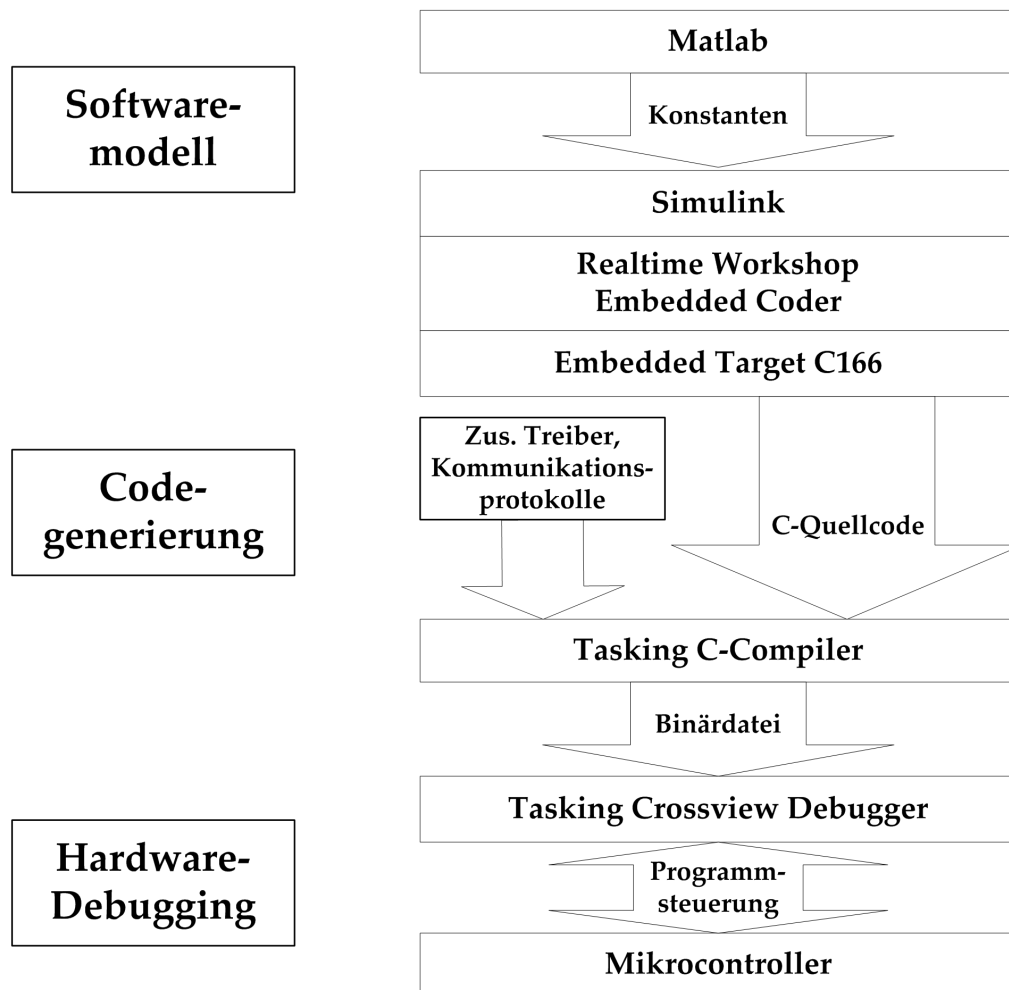 Matlab
Software-
modell
Konstanten
Simulink
Realtime Workshop
Embedded Coder
Embedded Target C166
Zus. Treiber,
Kommunikations-
protokolle
Code-
generierung
C-Quellcode
Tasking C-Compiler
Binärdatei
Tasking Crossview Debugger
Hardware-
Debugging
Programm-
steuerung
Mikrocontroller